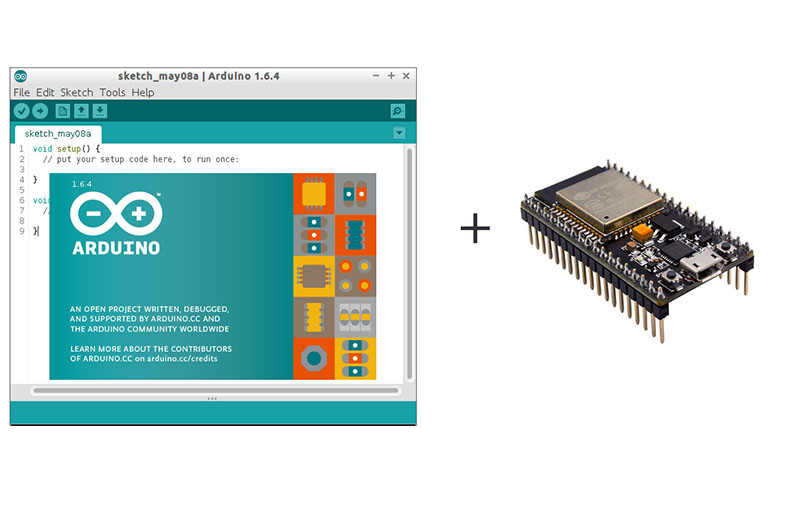 sketch_may08a | Arduino 1.6.4
File Edit Sketch Tools Help
sketch_may08a
1 void setup() {
2 // put your setup code here, to run once:
3
4 }
5
6 void
7 //
8
9 }
1.6.4
ARDUINO
TM
AN OPEN PROJECT WRITTEN, DEBUGGED,
AND SUPPORTED BY ARDUINO.CC AND
THE ARDUINO COMMUNITY WORLDWIDE
LEARN MORE ABOUT THE CONTRIBUTORS
OF ARDUINO.CC on arduino.cc/credits
+